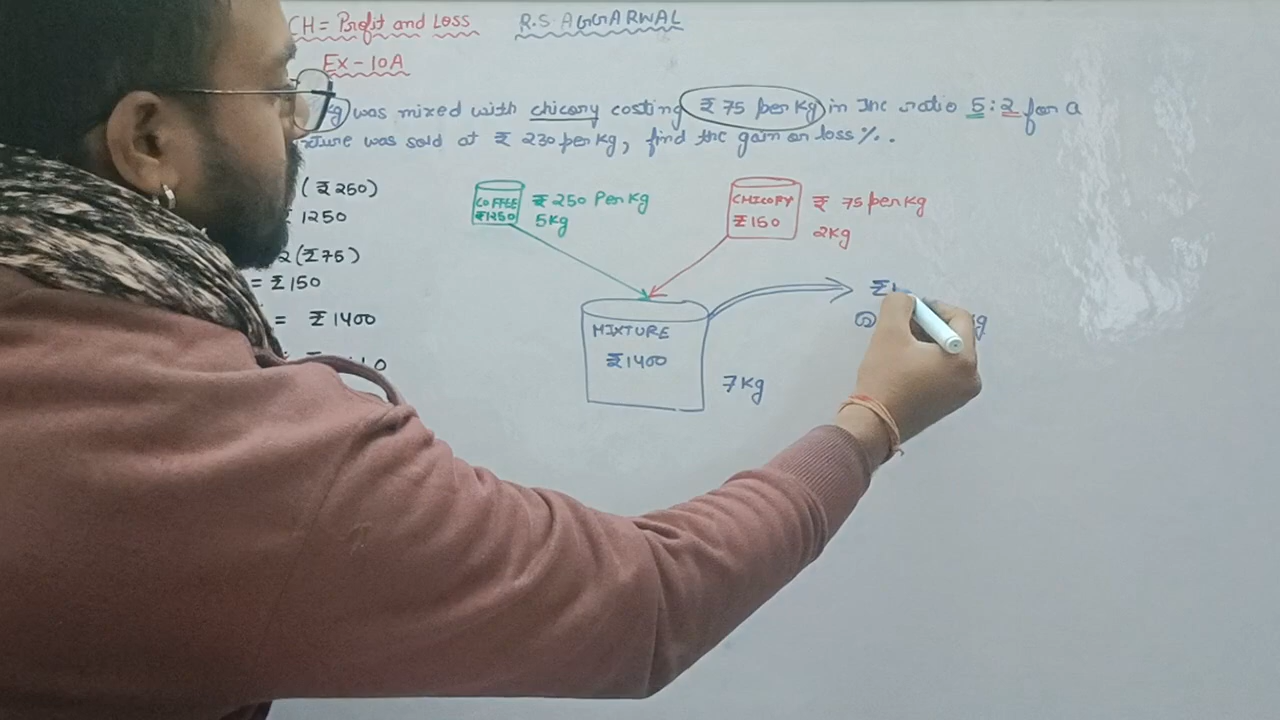 CH = Profit and Loss
R.S AGGARWAL
Ex-10A
kg) was mixed with chicory costing ₹75 per kg in the ratio 5:2 for a
xture was sold at ₹ 230 per kg, find the gain or loss %.
(₹250)
₹ 1250
2(₹75)
= ₹150
= ₹1400
COFFEE
₹1250
₹ 250 Per Kg
5Kg
CHICORY
₹150
₹ 75 per Kg
2Kg
MIXTURE
₹1400
7Kg
₹1
@